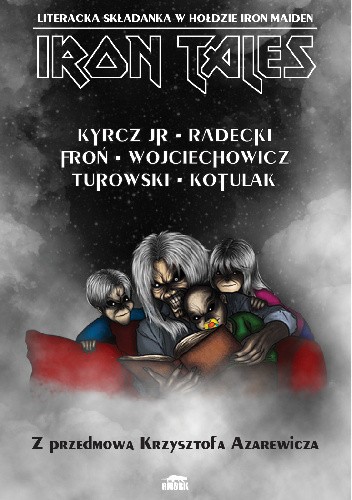 LITERACKA SKŁADANKA W HOŁDZIE IRON MAIDEN
IRON TALES
KYRCZ JR - RADECKI
FROŃ - WOJCIECHOWICZ
TUROWSKI - KOTULAK
Z PRZEDMOWĄ KRZYSZTOFA AZAREWICZA